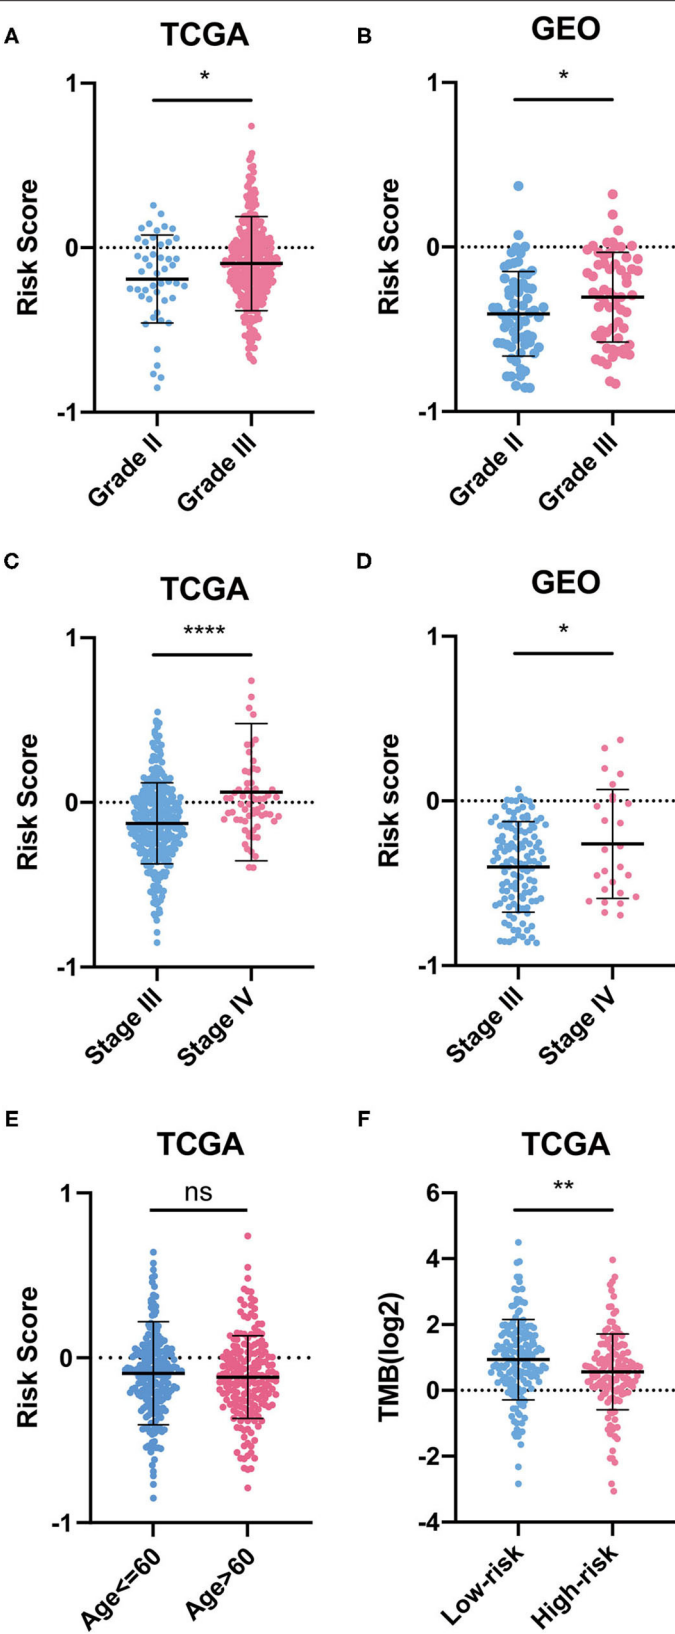 A
TCGA
*
1
0
-1
Risk Score
Grade II
Grade III
B
GEO
*
1
0
-1
Risk Score
Grade II
Grade III
C
TCGA
****
1
0
-1
Risk Score
Stage III
Stage IV
D
GEO
*
1
0
-1
Risk score
Stage III
Stage IV
E
TCGA
ns
1
0
-1
Risk Score
Age<=60
Age>60
F
TCGA
**
6
4
2
0
-2
-4
TMB(log2)
Low-risk
High-risk